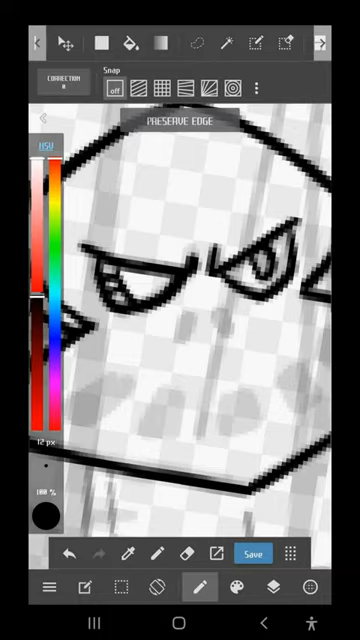 Snap
CORRECTION
off
PRESERVE EDGE
HSV
12 px
100 %
Save